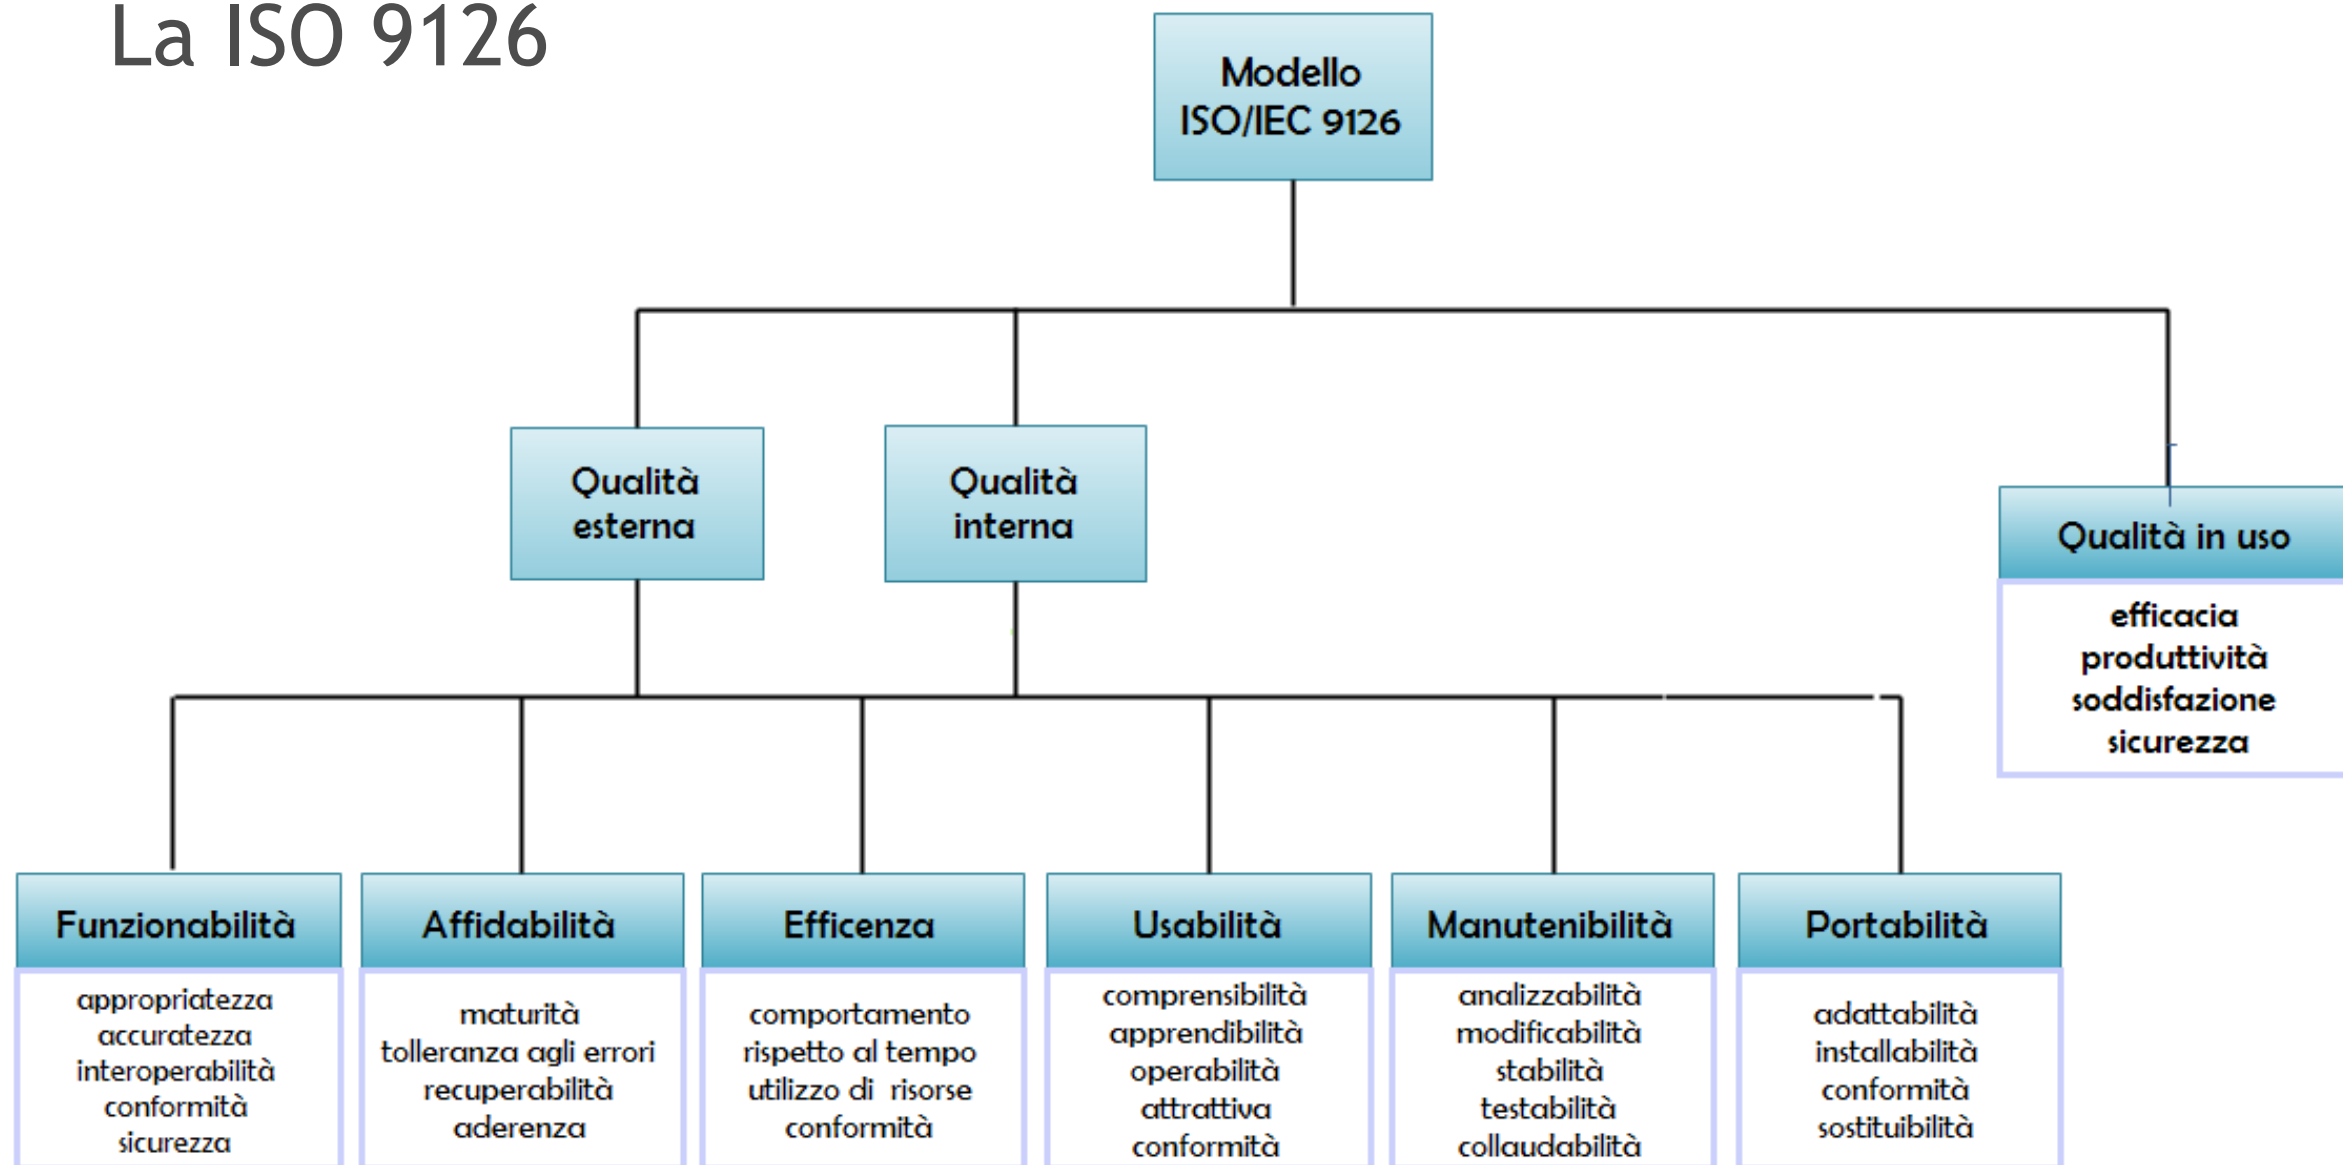 La ISO 9126
Modello
ISO/IEC 9126
Qualità
esterna
Qualità
interna
Qualità in uso
efficacia
produttività
soddisfazione
sicurezza
Funzionabilità
appropriatezza
accuratezza
interoperabilità
conformità
sicurezza
Affidabilità
maturità
tolleranza agli errori
recuperabilità
aderenza
Efficenza
comportamento
rispetto al tempo
utilizzo di risorse
conformità
Usabilità
comprensibilità
apprendibilità
operabilità
attrattiva
conformità
Manutenibilità
analizzabilità
modificabilità
stabilità
testabilità
collaudabilità
Portabilità
adattabilità
installabilità
conformità
sostituibilità